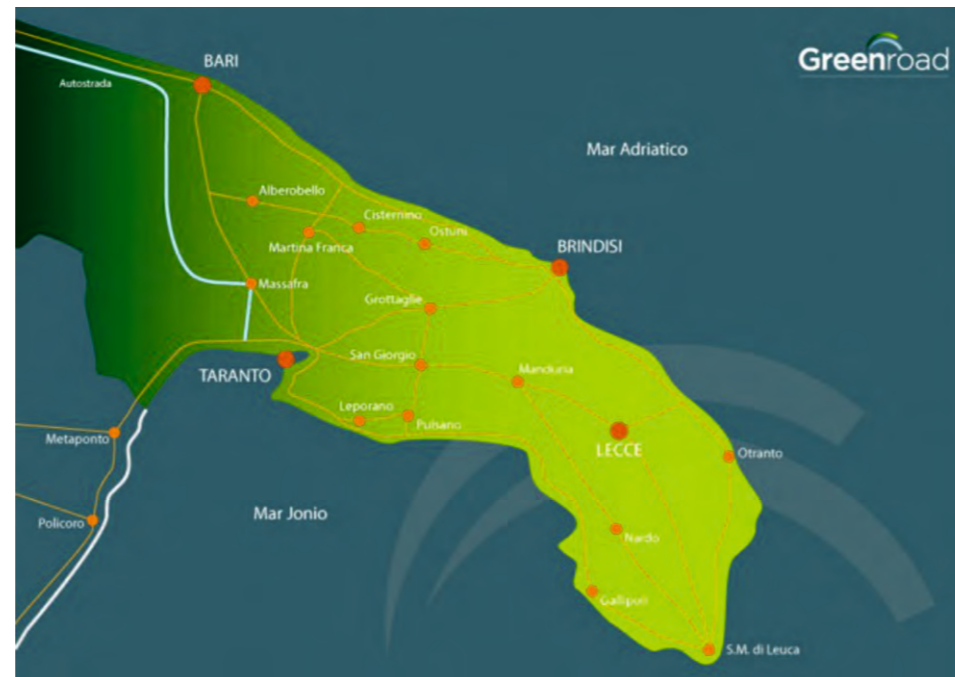 BARI
Greenroad
Autostrada
Mar Adriatico
Alberobello
Cisternino
Ostuni
Martina Franca
BRINDISI
Massafra
Grottaglie
San Giorgio
TARANTO
Manduria
Leporano
Pulsano
Metaponto
LECCE
Otranto
Mar Jonio
Policoro
Nardo
Gallipoli
S.M. di Leuca